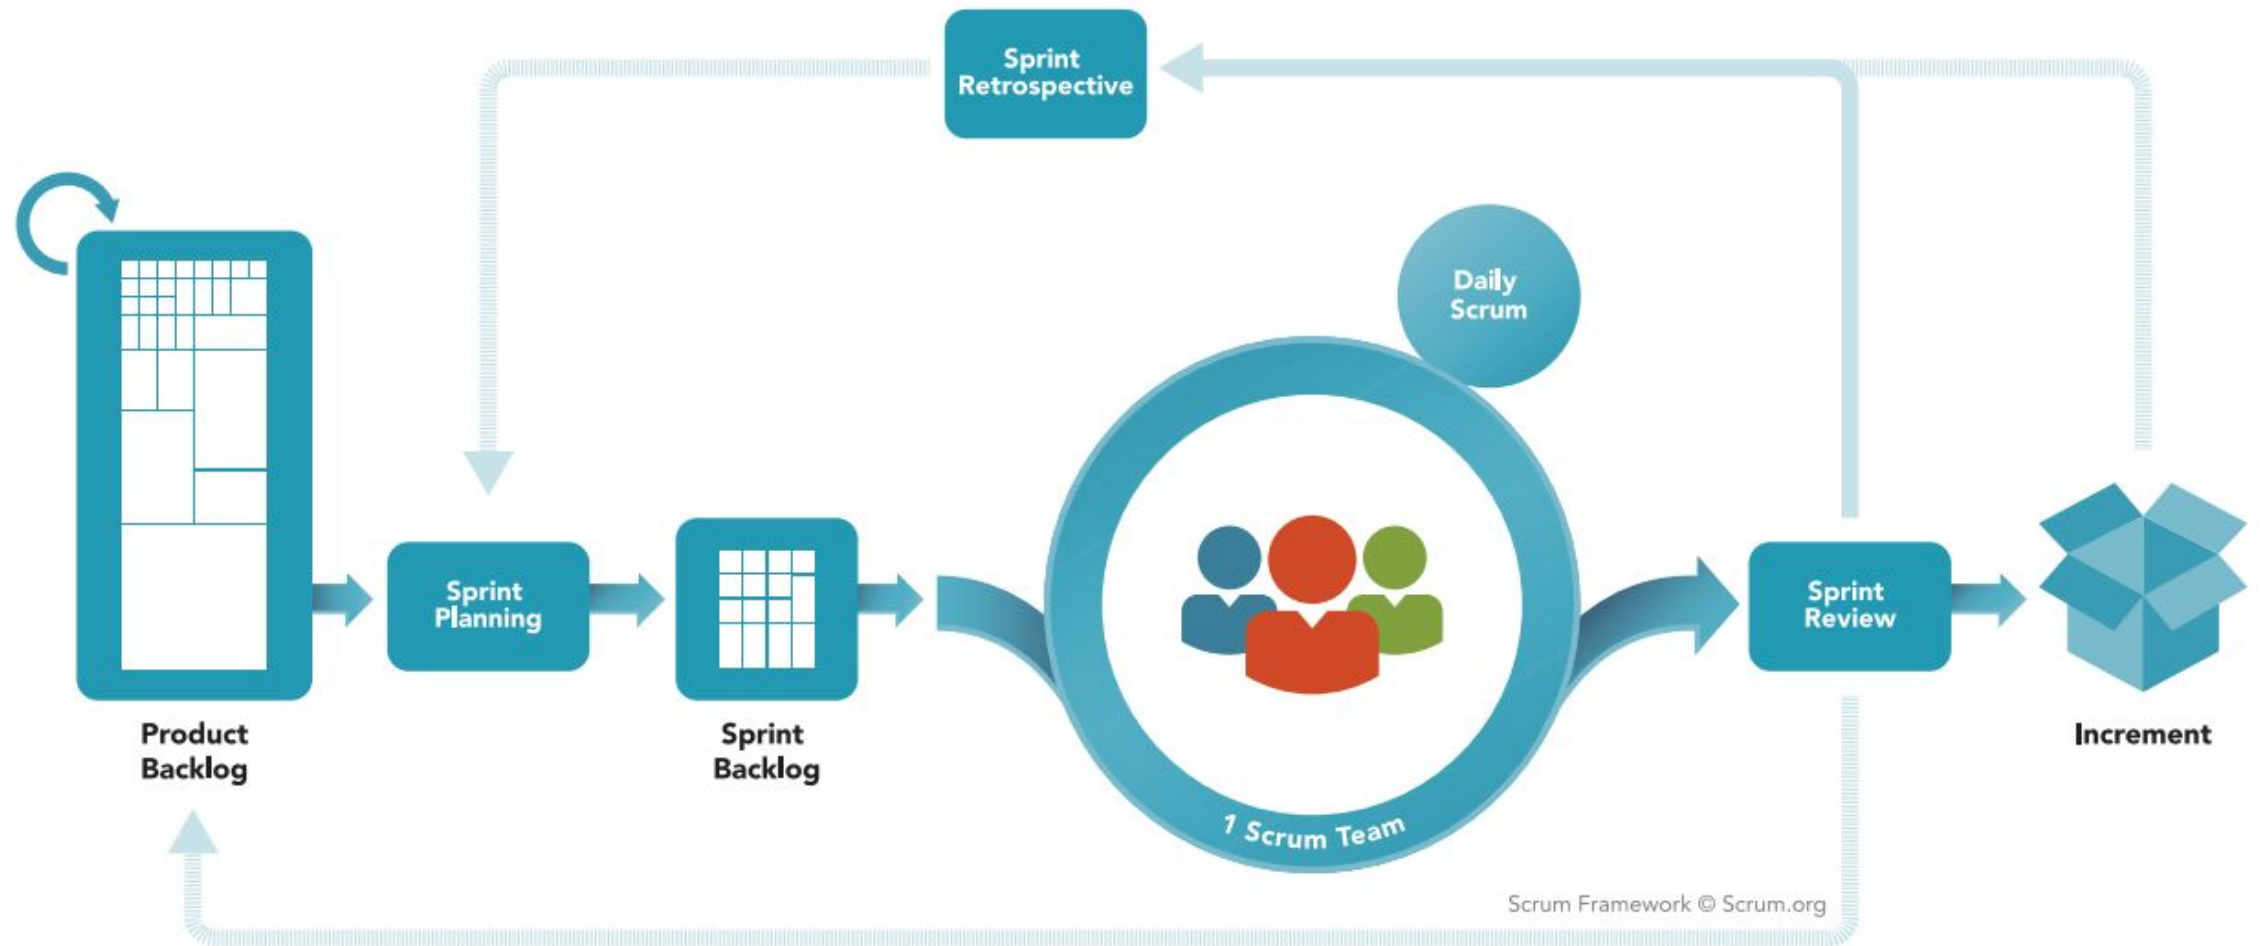 Sprint
Retrospective
Daily
Scrum
Sprint
Planning
Sprint
Review
Product
Backlog
Sprint
Backlog
Increment
1 Scrum Team
Scrum Framework © Scrum.org